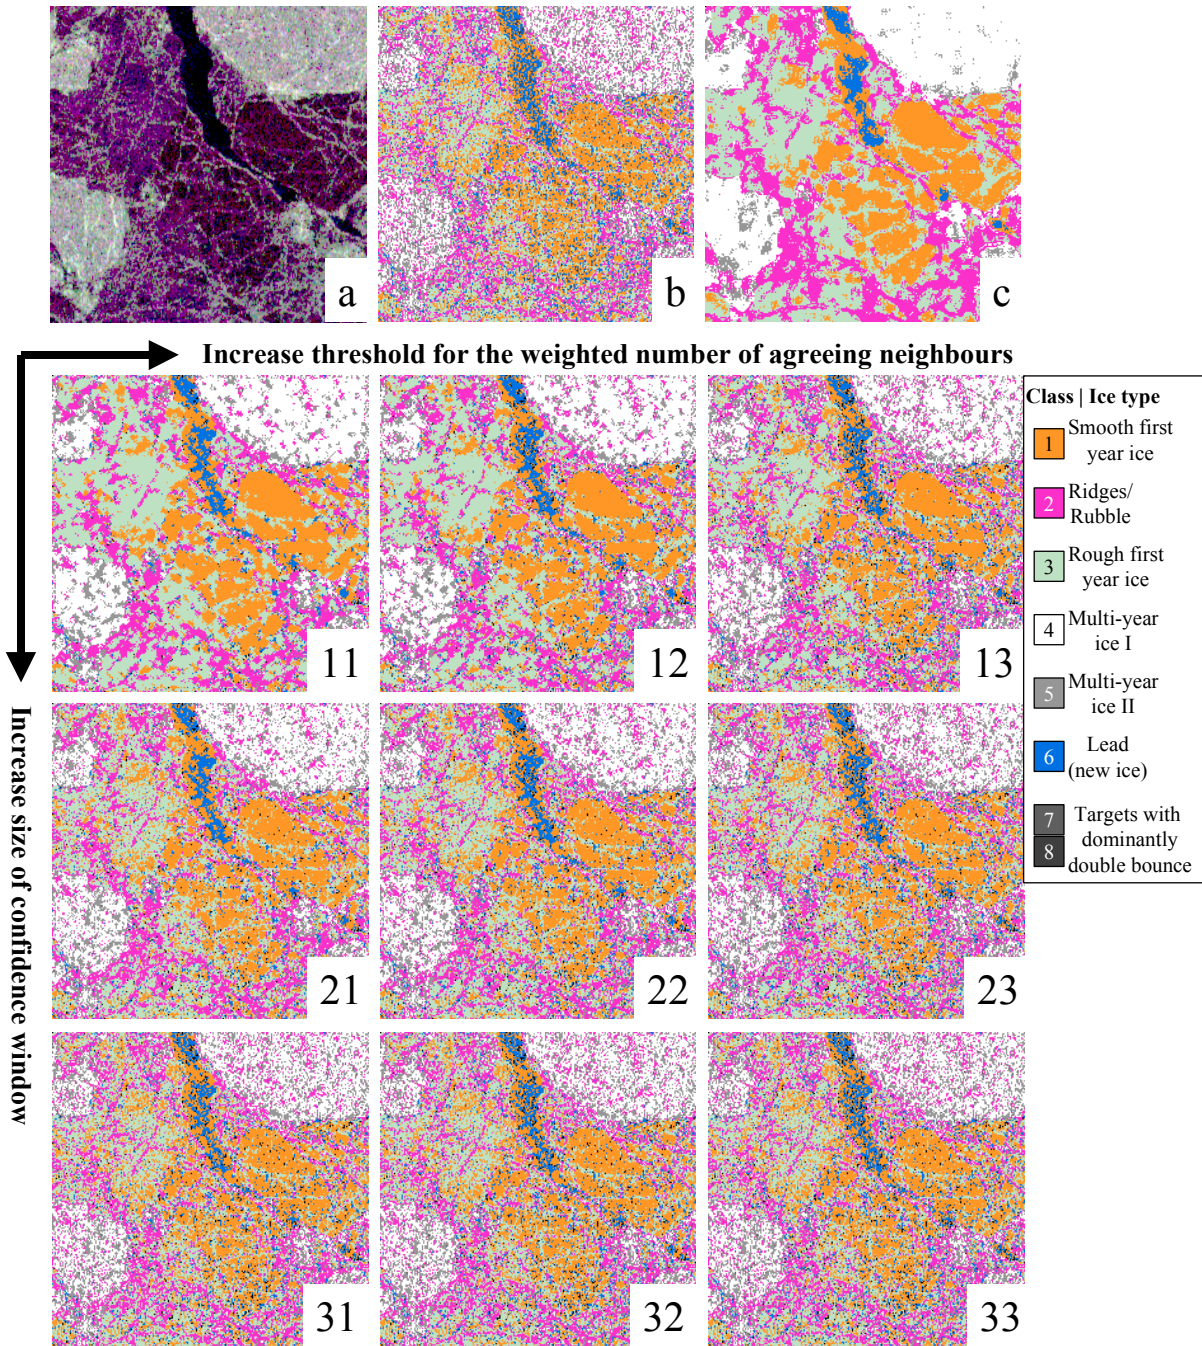 a
b
c
Increase threshold for the weighted number of agreeing neighbours
Increase size of confidence window
11
12
13
21
22
23
31
32
33
Class | Ice type
1 Smooth first
year ice
2 Ridges/
Rubble
3 Rough first
year ice
4 Multi-year
ice I
5 Multi-year
ice II
6 Lead
(new ice)
7 Targets with
dominantly
8 double bounce